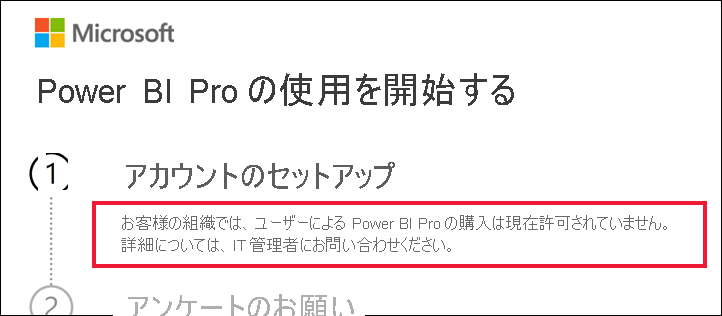 Microsoft
Power BI Pro の使用を開始する
1 アカウントのセットアップ
お客様の組織では、ユーザーによる Power BI Pro の購入は現在許可されていません。
詳細については、IT 管理者にお問い合わせください。
2 アンケートのお願い